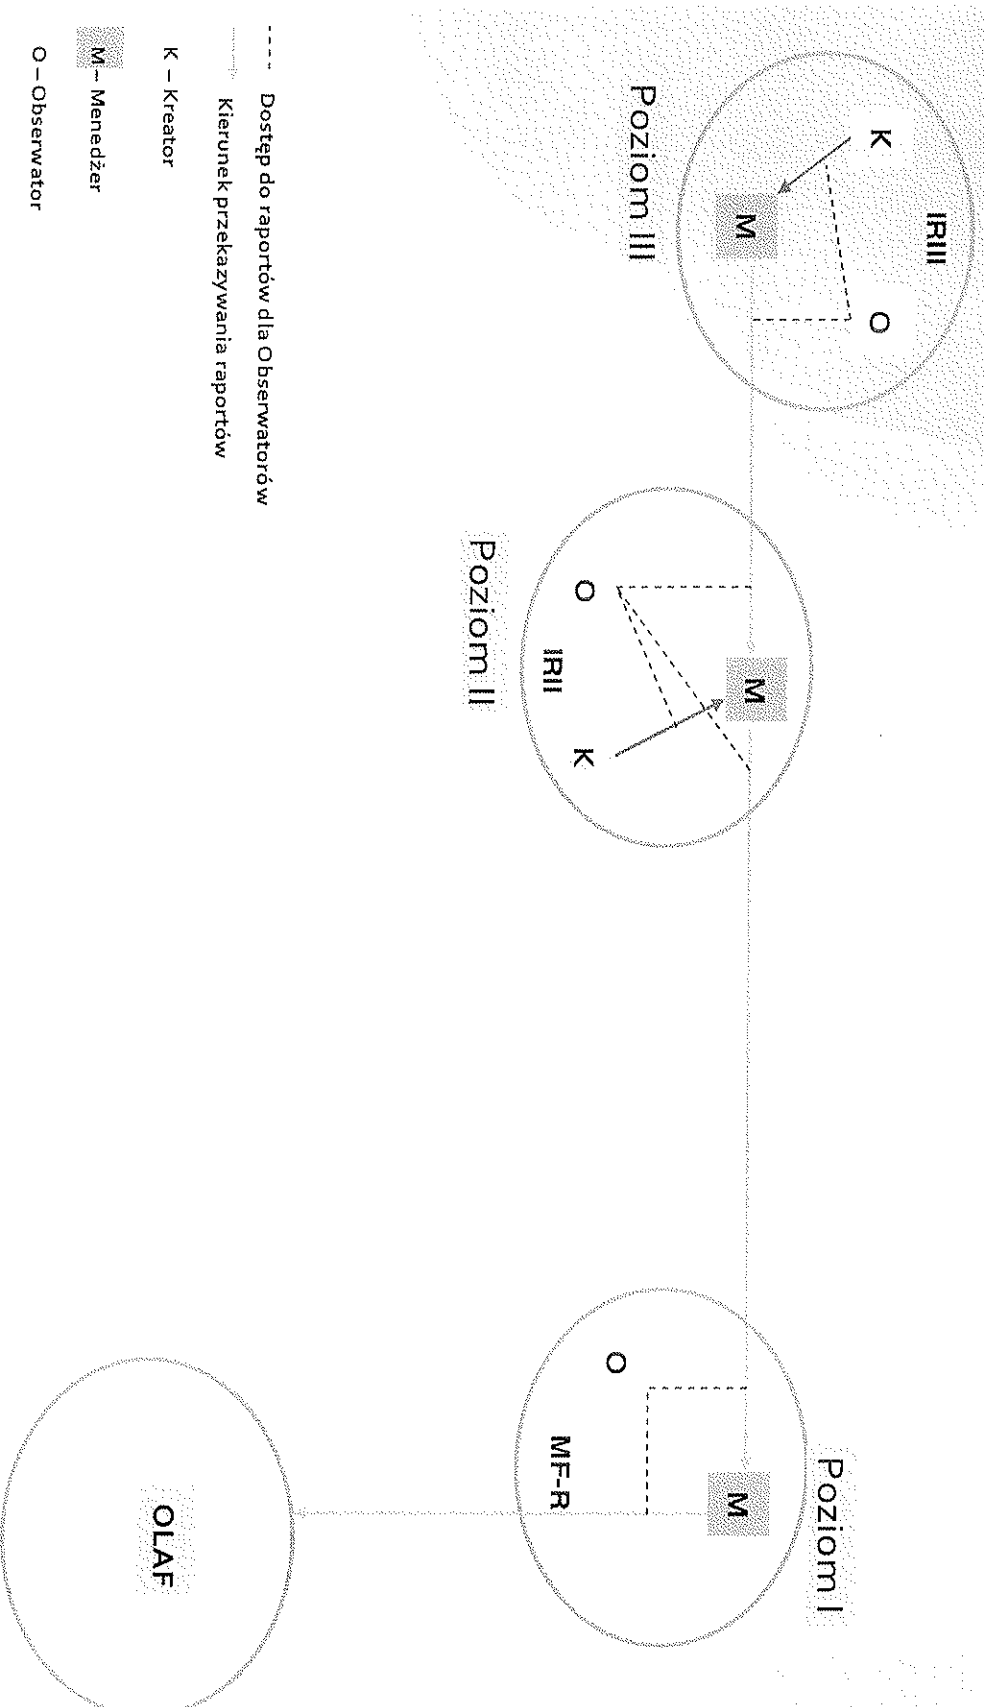 IRIII
K
O
M
Poziom III
M
O
K
IRII
Poziom II
Poziom I
M
O
MF-R
OLAF
---- Dostęp do raportów dla Obserwatorów
Kierunek przekazywania raportów
K – Kreator
M – Menedżer
O – Obserwator